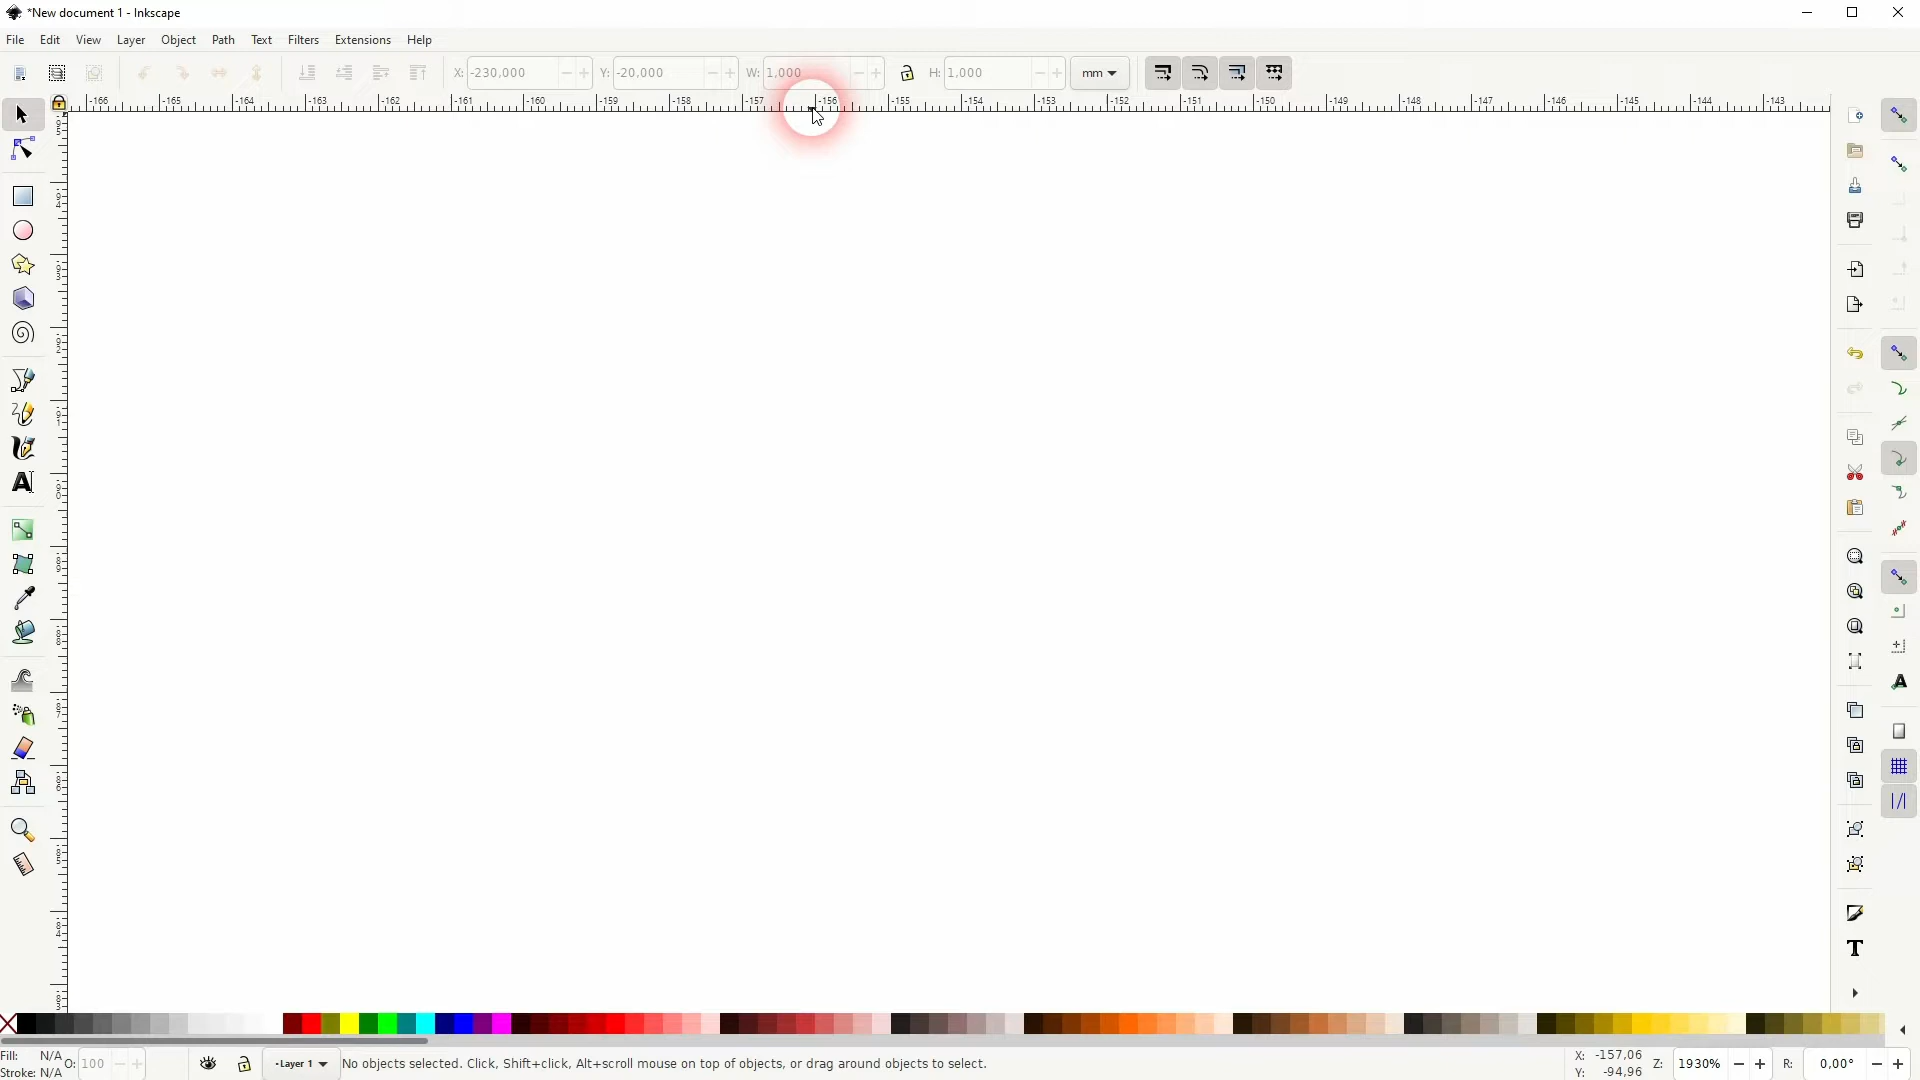 *New document 1 - Inkscape
File Edit View Layer Object Path Text Filters Extensions Help
X: -230,000 Y: -20,000 W: 1,000 H: 1,000 mm
-166 -165 -164 -163 -162 -161 -160 -159 -158 -157 -156 -155 -154 -153 -152 -151 -150 -149 -148 -147 -146 -145 -144 -143
Fill: N/A
Stroke: N/A
O: 100
-Layer 1
No objects selected. Click, Shift+click, Alt+scroll mouse on top of objects, or drag around objects to select.
X: -157,06
Y: -94,96
Z: 1930%
R: 0,00°